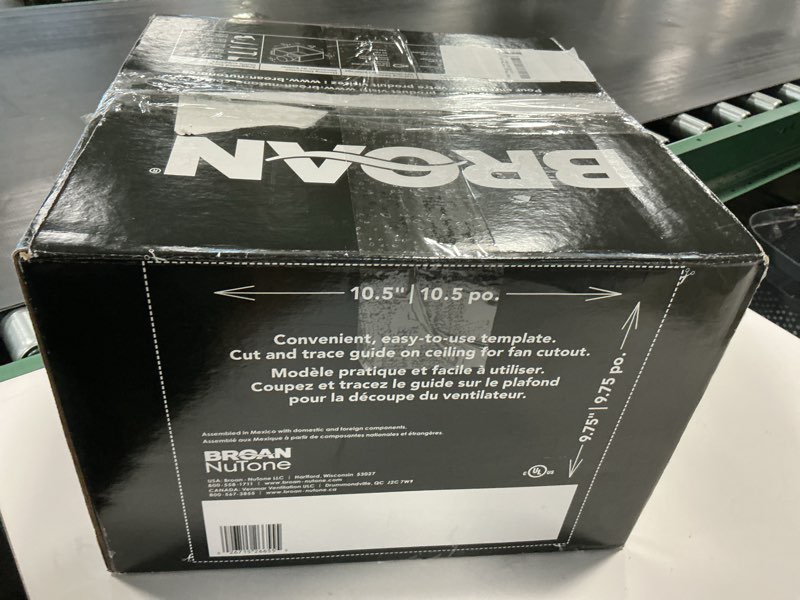 BROAN®
10.5" | 10.5 po.
Convenient, easy-to-use template.
Cut and trace guide on ceiling for fan cutout.
Modèle pratique et facile à utiliser.
Coupez et tracez le guide sur le plafond
pour la découpe du ventilateur.
9.75" | 9.75 po.
Assembled in Mexico with domestic and foreign components.
Assemblé aux Mexique à partir de composantes nationales et étrangères.
BROAN
NuTone
c UL us
USA: Broan - NuTone LLC | Hartford, Wisconsin 53027
800-558-1711 | www.broan-nutone.com
CANADA: Venmar Ventilation ULC | Drummondville, QC J2C 7W9
800-567-3855 | www.broan-nutone.ca